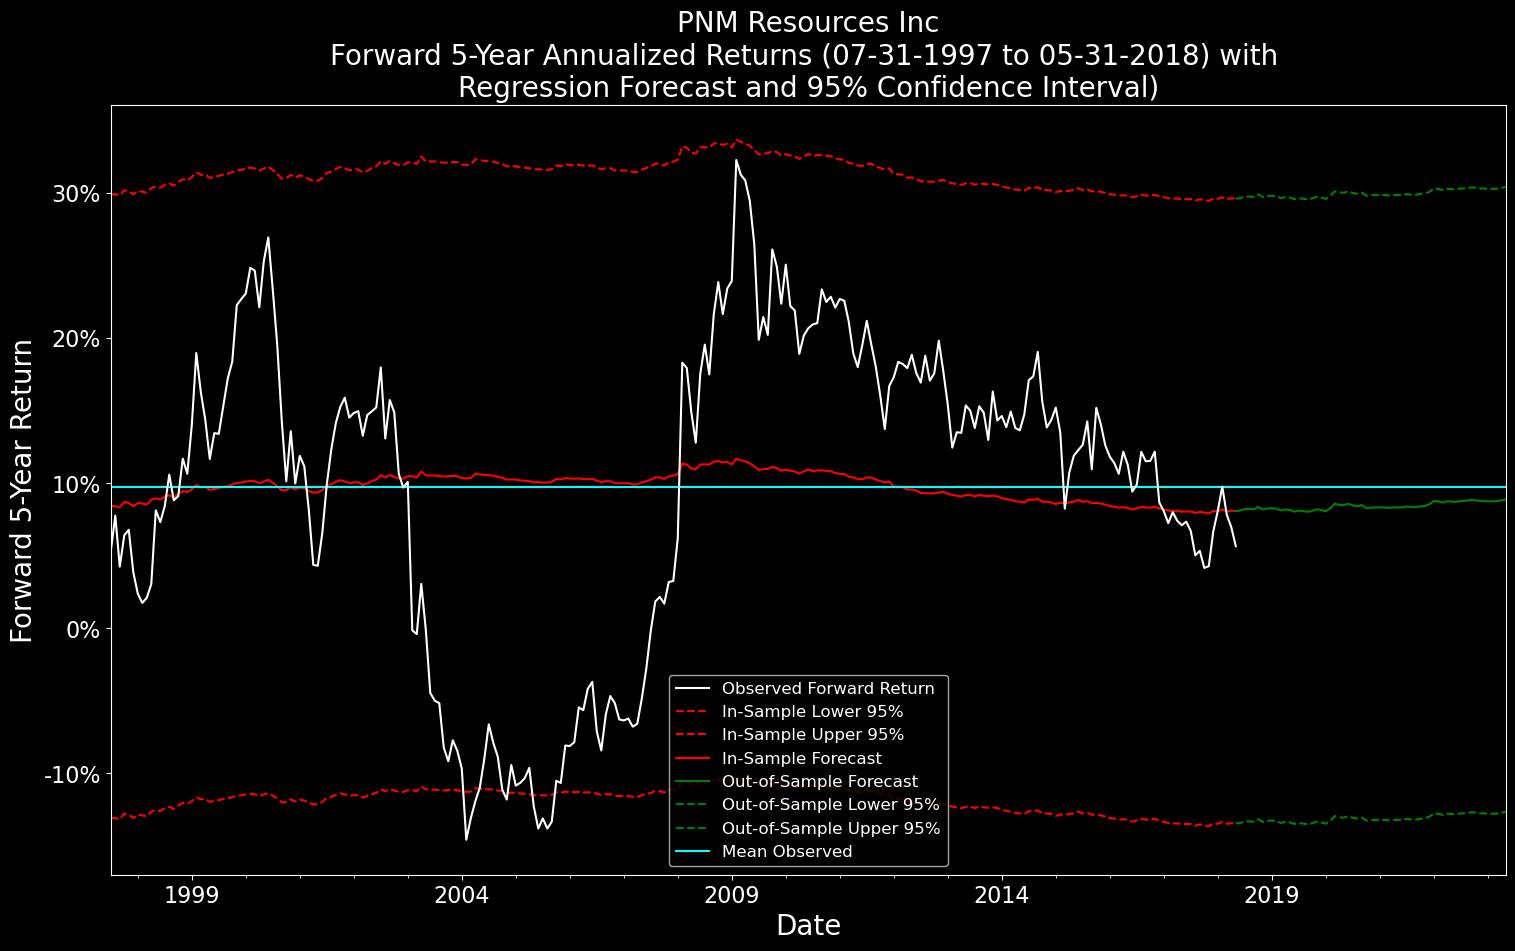 PNM Resources Inc
Forward 5-Year Annualized Returns (07-31-1997 to 05-31-2018) with
Regression Forecast and 95% Confidence Interval)
Forward 5-Year Return
30%
20%
10%
0%
-10%
Observed Forward Return
In-Sample Lower 95%
In-Sample Upper 95%
In-Sample Forecast
Out-of-Sample Forecast
Out-of-Sample Lower 95%
Out-of-Sample Upper 95%
Mean Observed
1999
2004
2009
2014
2019
Date